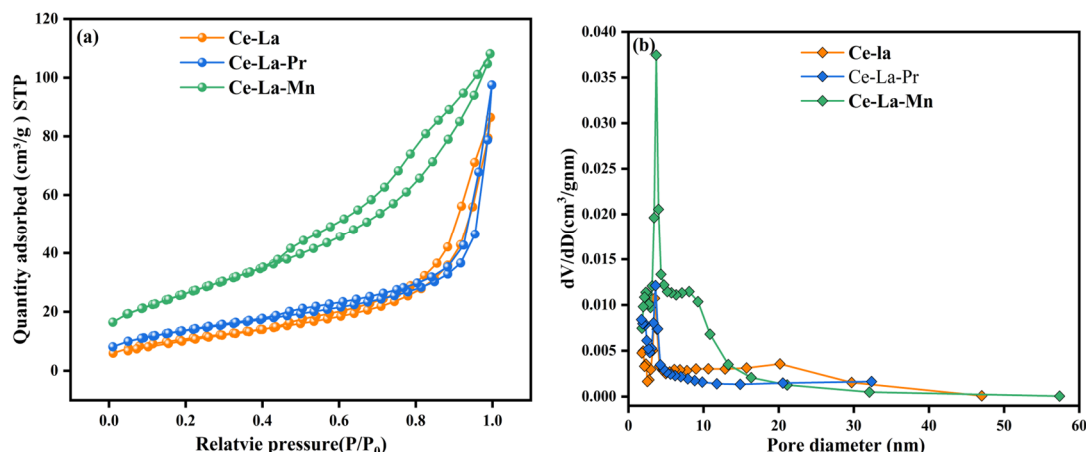 (a)
Ce-La
Ce-La-Pr
Ce-La-Mn
Quantity adsorbed (cm³/g ) STP
120
100
80
60
40
20
0
0.0 0.2 0.4 0.6 0.8 1.0
Relatvie pressure(P/P₀)
(b)
Ce-la
Ce-La-Pr
Ce-La-Mn
dV/dD(cm³/gnm)
0.040
0.035
0.030
0.025
0.020
0.015
0.010
0.005
0.000
0 10 20 30 40 50 60
Pore diameter (nm)